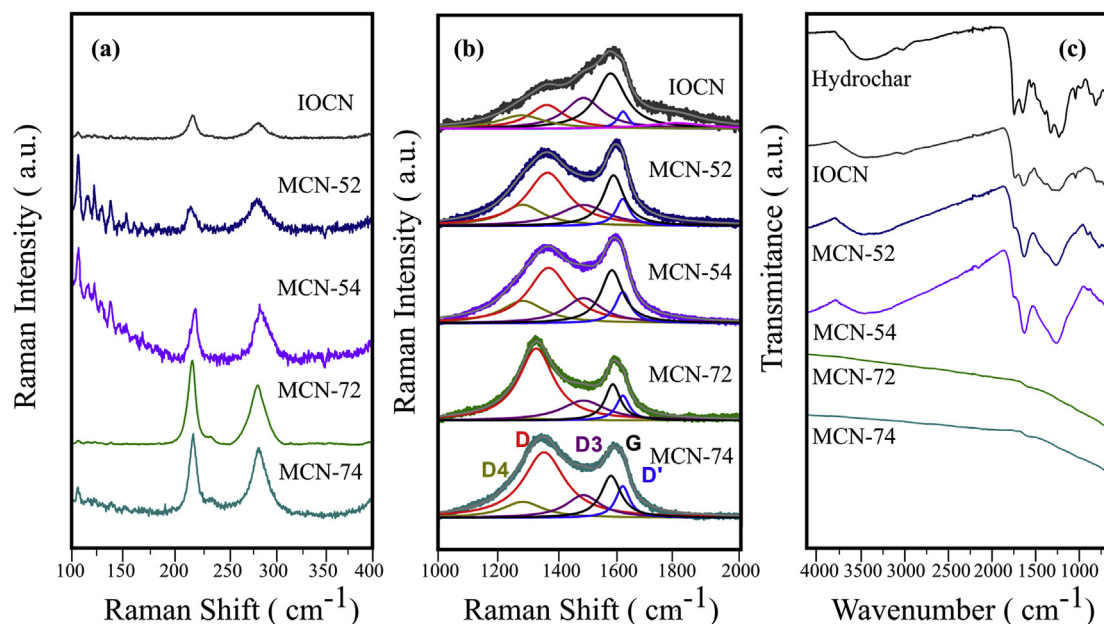 (a)
IOCN
MCN-52
MCN-54
MCN-72
MCN-74
Raman Intensity ( a.u.)
100 150 200 250 300 350 400
Raman Shift ( cm-1)
(b)
IOCN
MCN-52
MCN-54
MCN-72
MCN-74
D4 D D3 G D'
Raman Intensity ( a.u.)
1000 1200 1400 1600 1800 2000
Raman Shift ( cm-1)
(c)
Hydrochar
IOCN
MCN-52
MCN-54
MCN-72
MCN-74
Transmitance ( a.u.)
4000 3500 3000 2500 2000 1500 1000
Wavenumber ( cm-1)